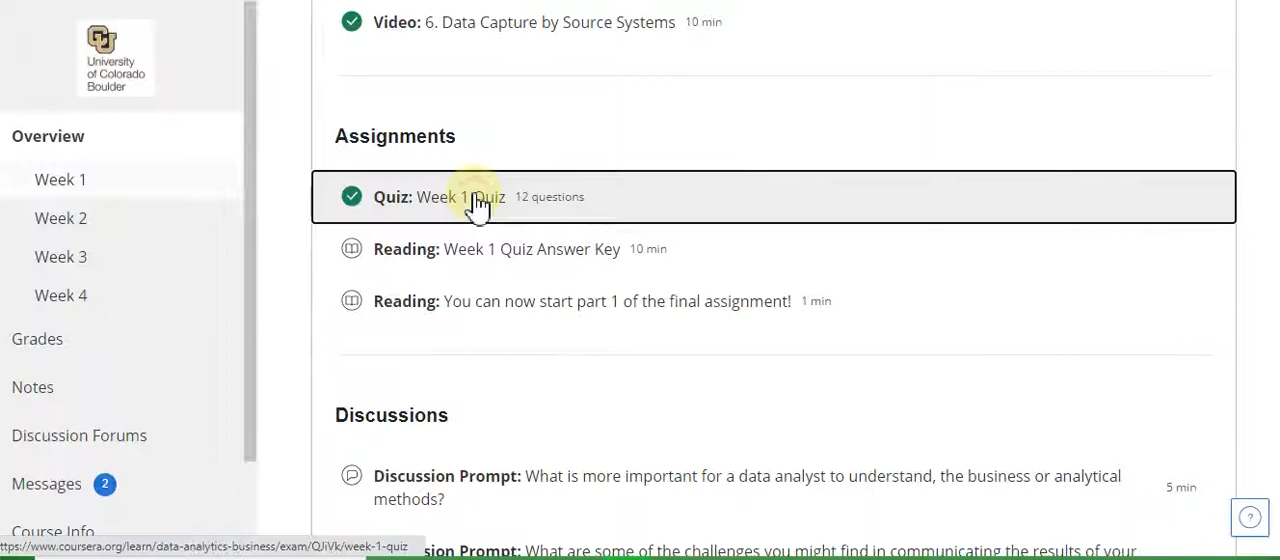 Video: 6. Data Capture by Source Systems 10 min
University
of Colorado
Boulder
Overview
Assignments
Week 1
Quiz: Week 1 Quiz 12 questions
Week 2
Week 3
Reading: Week 1 Quiz Answer Key 10 min
Week 4
Reading: You can now start part 1 of the final assignment! 1 min
Grades
Notes
Discussions
Discussion Forums
Discussion Prompt: What is more important for a data analyst to understand, the business or analytical
methods?
5 min
Messages 2
Course Info
?
ttps://www.coursera.org/learn/data-analytics-business/exam/QJiVk/week-1-quiz
ssion Prompt: What are some of the challenges you might find in communicating the results of your